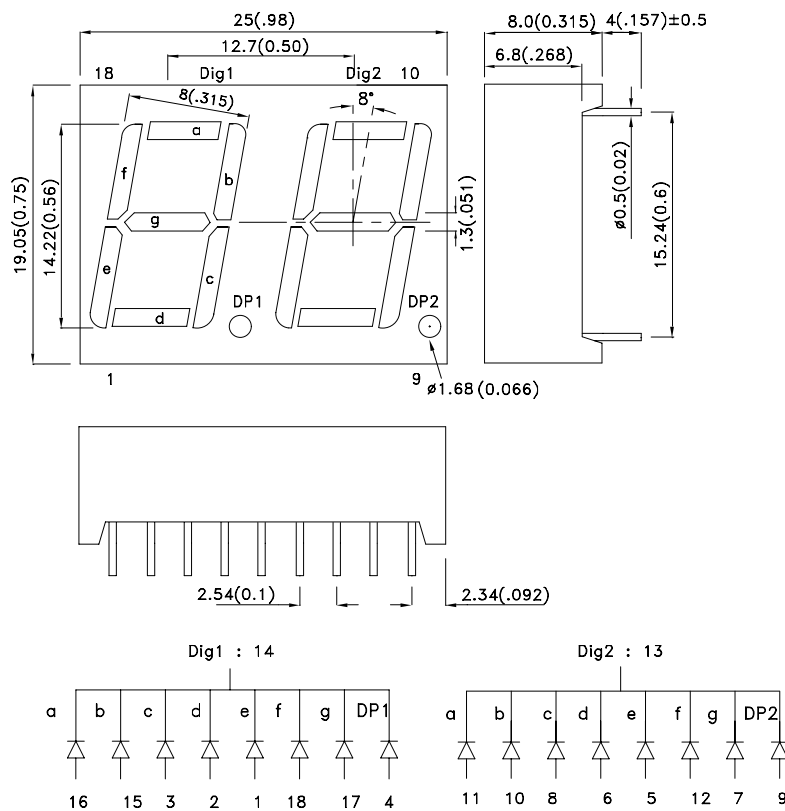 25(.98)
8.0(0.315)
4(.157)±0.5
12.7(0.50)
6.8(.268)
18
Dig1
Dig2
10
8(.315)
8°
a
f
b
g
e
c
d
19.05(0.75)
14.22(0.56)
1.3(.051)
ø0.5(0.02)
15.24(0.6)
DP1
DP2
1
9
ø1.68(0.066)
2.54(0.1)
2.34(.092)
Dig1 : 14
Dig2 : 13
a b c d e f g DP1
a b c d e f g DP2
16 15 3 2 1 18 17 4
11 10 8 6 5 12 7 9